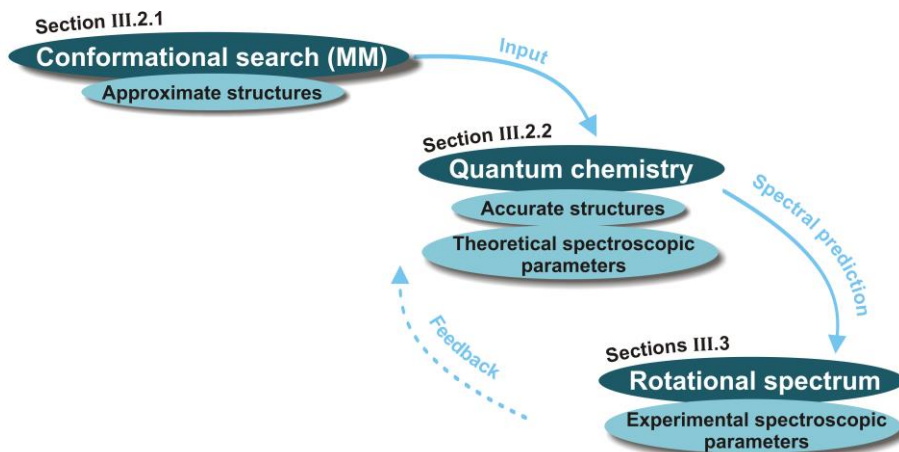 Section III.2.1
Conformational search (MM)
Approximate structures
Input
Section III.2.2
Quantum chemistry
Accurate structures
Theoretical spectroscopic
parameters
Spectral prediction
Feedback
Sections III.3
Rotational spectrum
Experimental spectroscopic
parameters